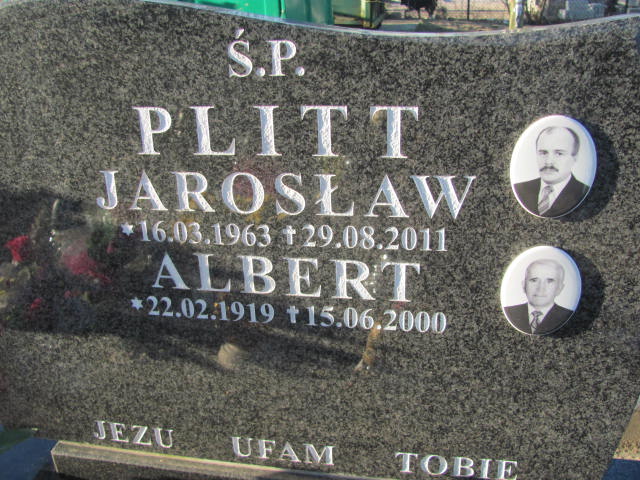 Ś.P.
PLITT
JAROSŁAW
*16.03.1963 †29.08.2011
ALBERT
*22.02.1919 †15.06.2000
JEZU UFAM TOBIE